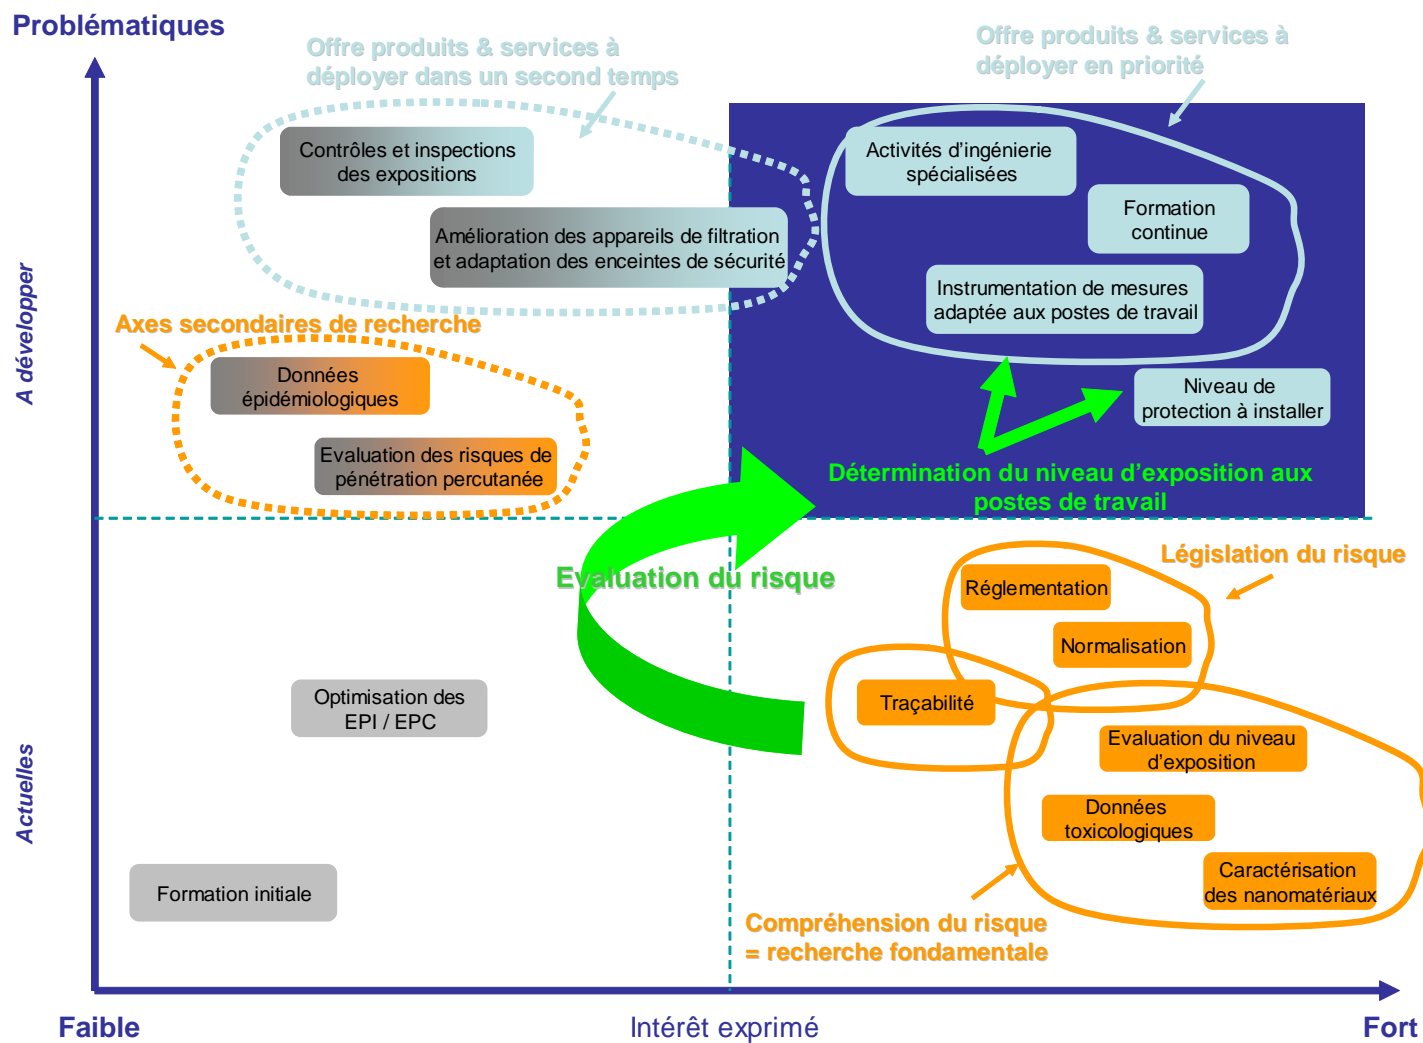 Problématiques
Offre produits & services à
déployer dans un second temps
Offre produits & services à
déployer en priorité
Contrôles et inspections
des expositions
Activités d'ingénierie
spécialisées
Formation
continue
Amélioration des appareils de filtration
et adaptation des enceintes de sécurité
Instrumentation de mesures
adaptée aux postes de travail
A développer
Axes secondaires de recherche
Données
épidémiologiques
Niveau de
protection à installer
Evaluation des risques de
pénétration percutanée
Détermination du niveau d'exposition aux
postes de travail
Evaluation du risque
Législation du risque
Réglementation
Normalisation
Traçabilité
Optimisation des
EPI / EPC
Evaluation du niveau
d'exposition
Actuelles
Données
toxicologiques
Formation initiale
Caractérisation
des nanomatériaux
Compréhension du risque
= recherche fondamentale
Faible
Intérêt exprimé
Fort